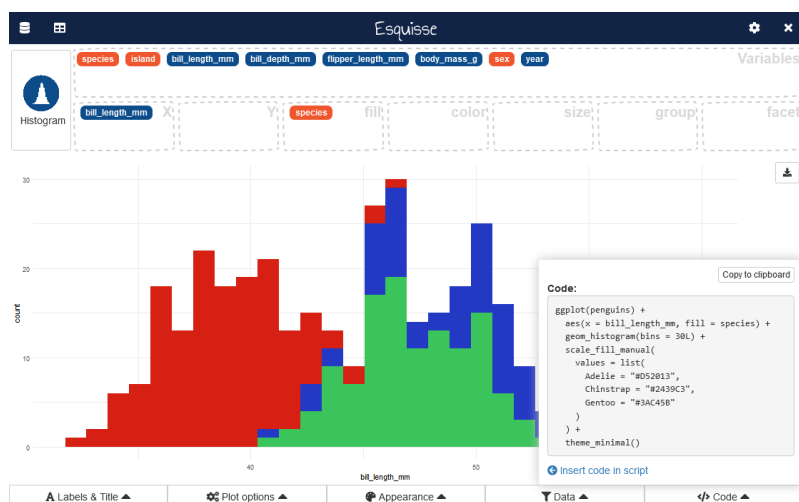 Esquisse
species island bill_length_mm bill_depth_mm flipper_length_mm body_mass_g sex year Variables
Histogram
bill_length_mm X Y species fill color size group facet
30
20
10
0
count
40 50
bill_length_mm
Copy to clipboard
Code:
ggplot(penguins) +
  aes(x = bill_length_mm, fill = species) +
  geom_histogram(bins = 30L) +
  scale_fill_manual(
    values = list(
      Adelie = "#D52013",
      Chinstrap = "#2439C3",
      Gentoo = "#3AC45B"
    )
  ) +
  theme_minimal()
Insert code in script
Labels & Title Plot options Appearance Data </> Code